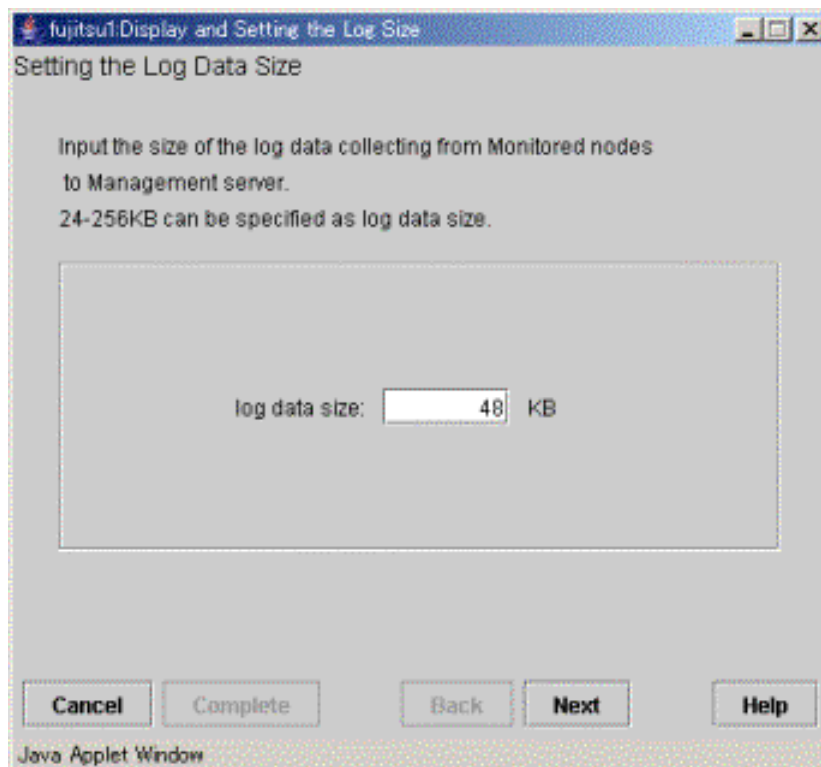 fujitsu1:Display and Setting the Log Size
Setting the Log Data Size
Input the size of the log data collecting from Monitored nodes
to Management server.
24-256KB can be specified as log data size.
log data size: 48 KB
Cancel Complete Back Next Help
Java Applet Window